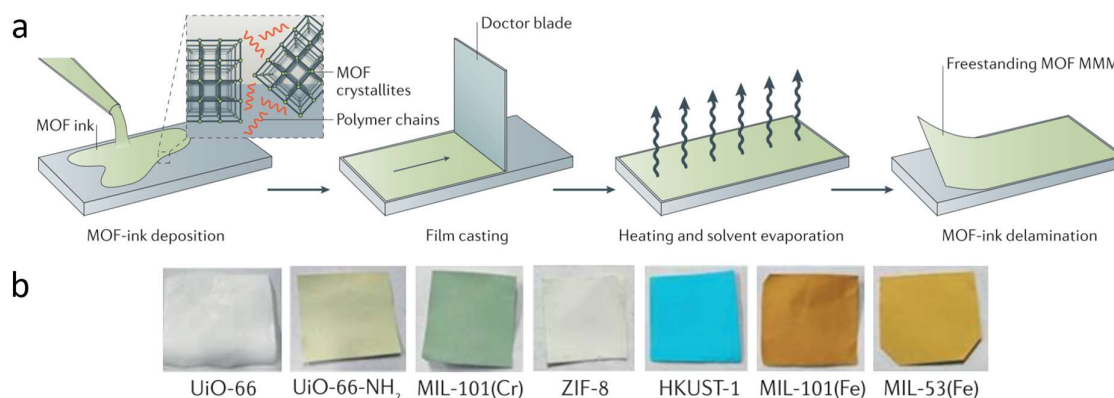 a
Doctor blade
Freestanding MOF MMM
MOF
crystallites
MOF ink
Polymer chains
MOF-ink deposition
Film casting
Heating and solvent evaporation
MOF-ink delamination
b
UiO-66
UiO-66-NH₂
MIL-101(Cr)
ZIF-8
HKUST-1
MIL-101(Fe)
MIL-53(Fe)